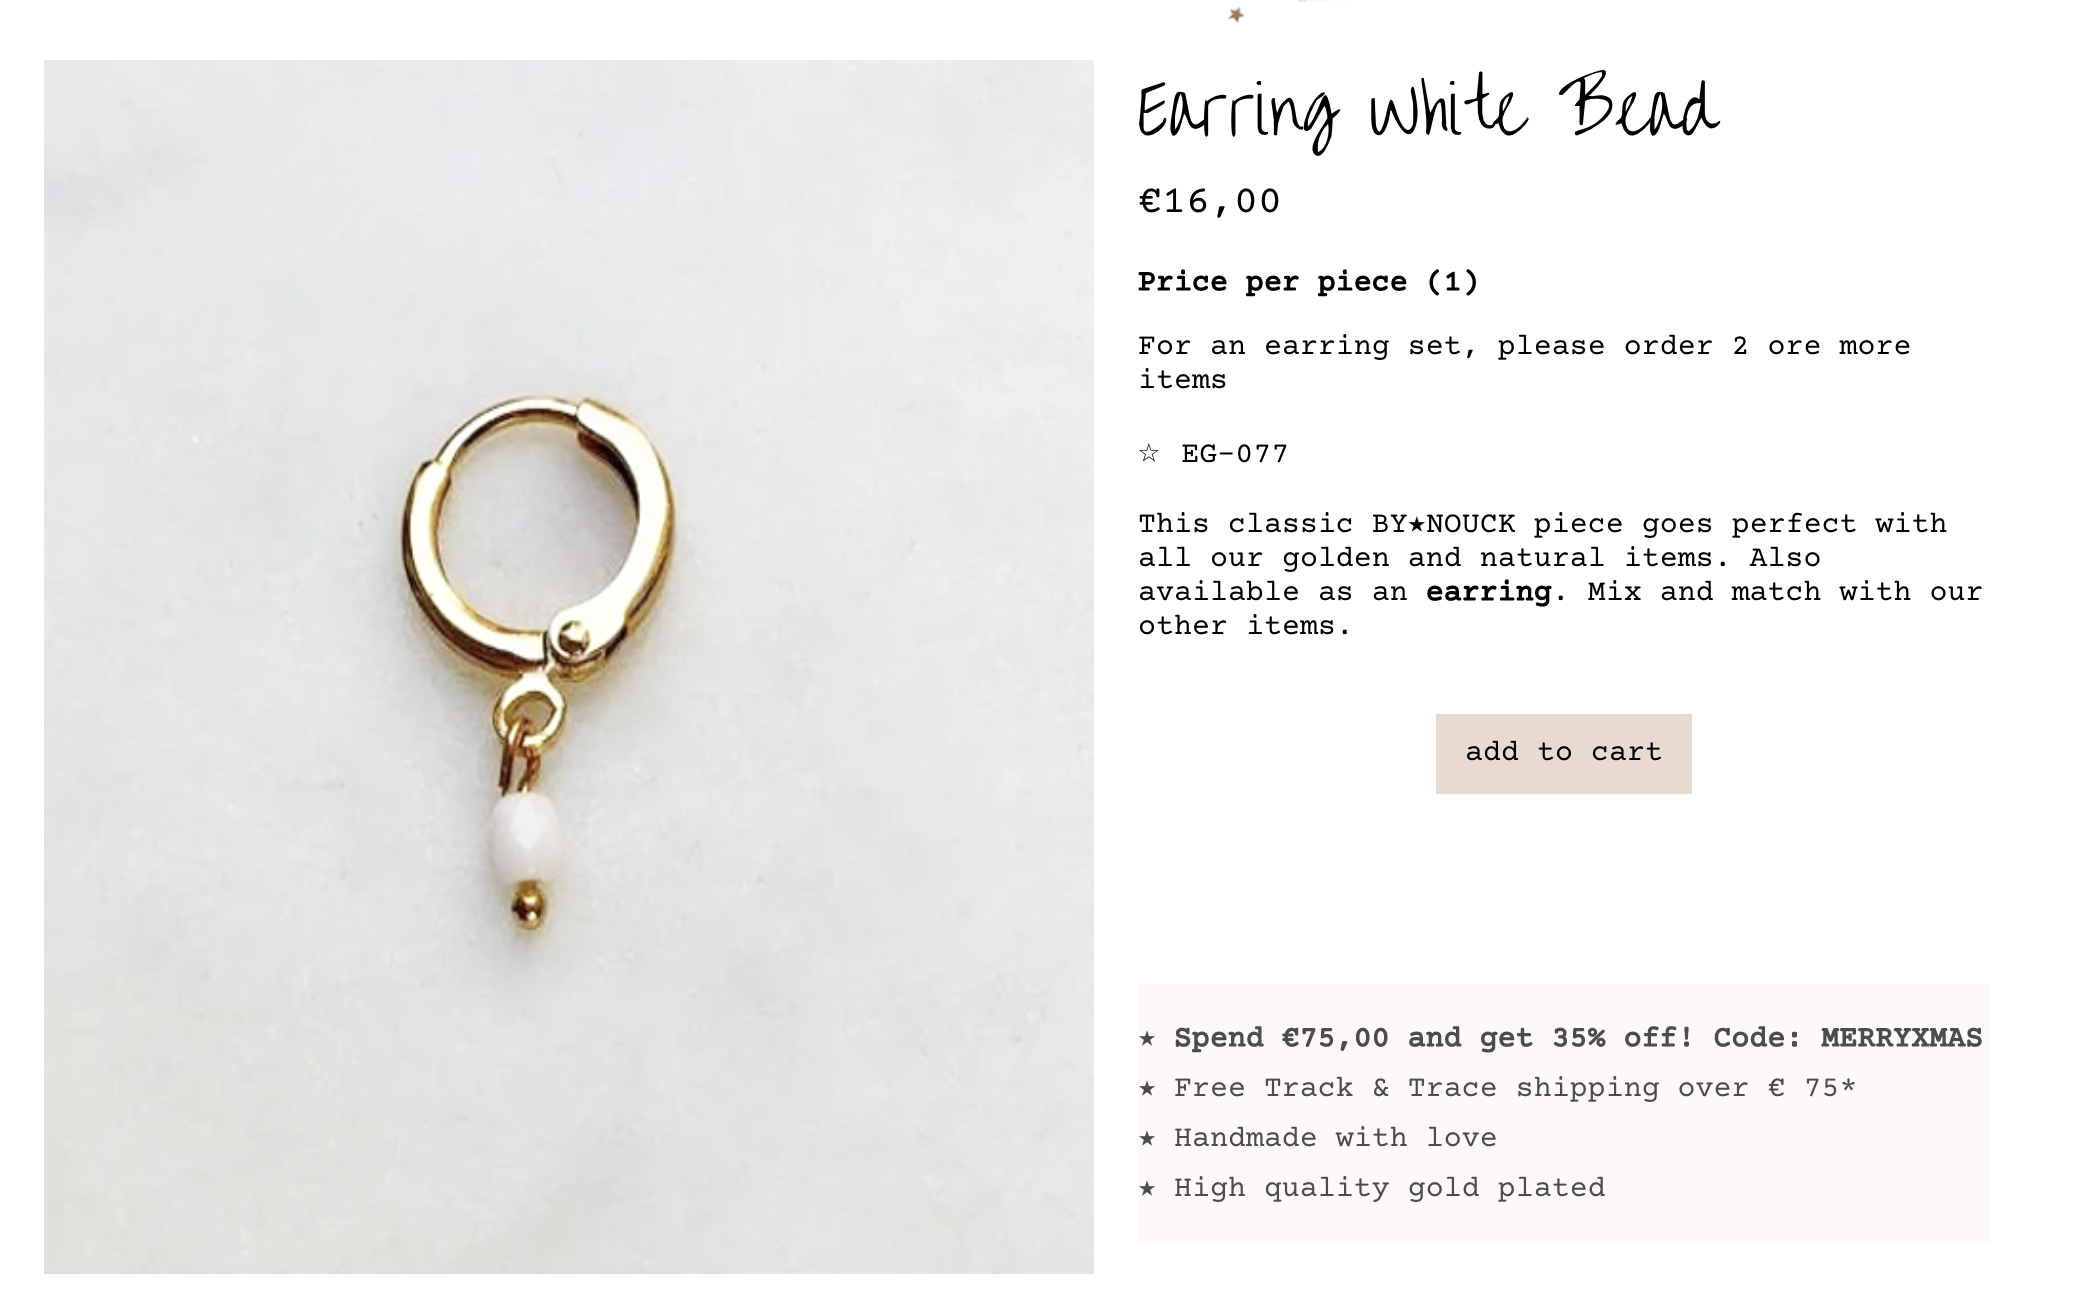 Earring White Bead
€16,00
Price per piece (1)
For an earring set, please order 2 ore more
items
☆ EG-077
This classic BY★NOUCK piece goes perfect with
all our golden and natural items. Also
available as an earring. Mix and match with our
other items.
add to cart
★ Spend €75,00 and get 35% off! Code: MERRYXMAS
★ Free Track & Trace shipping over € 75*
★ Handmade with love
★ High quality gold plated